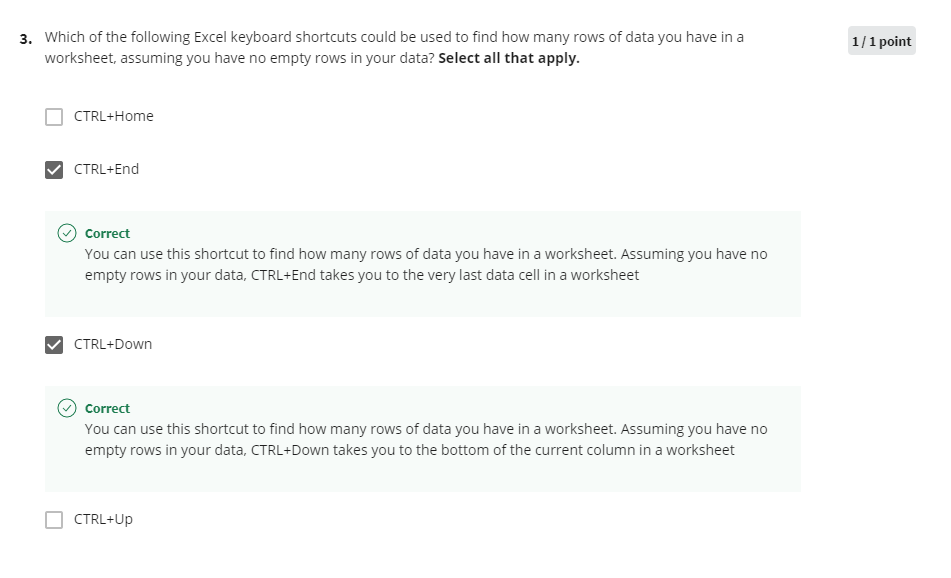 3. Which of the following Excel keyboard shortcuts could be used to find how many rows of data you have in a
worksheet, assuming you have no empty rows in your data? Select all that apply.
1 / 1 point
CTRL+Home
CTRL+End
Correct
You can use this shortcut to find how many rows of data you have in a worksheet. Assuming you have no
empty rows in your data, CTRL+End takes you to the very last data cell in a worksheet
CTRL+Down
Correct
You can use this shortcut to find how many rows of data you have in a worksheet. Assuming you have no
empty rows in your data, CTRL+Down takes you to the bottom of the current column in a worksheet
CTRL+Up